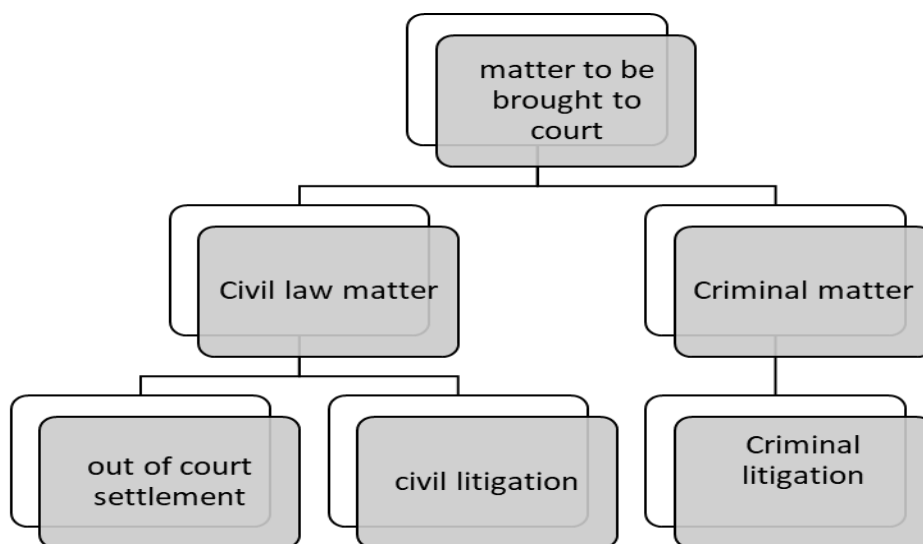 matter to be
brought to
court
Civil law matter
Criminal matter
out of court
settlement
civil litigation
Criminal
litigation